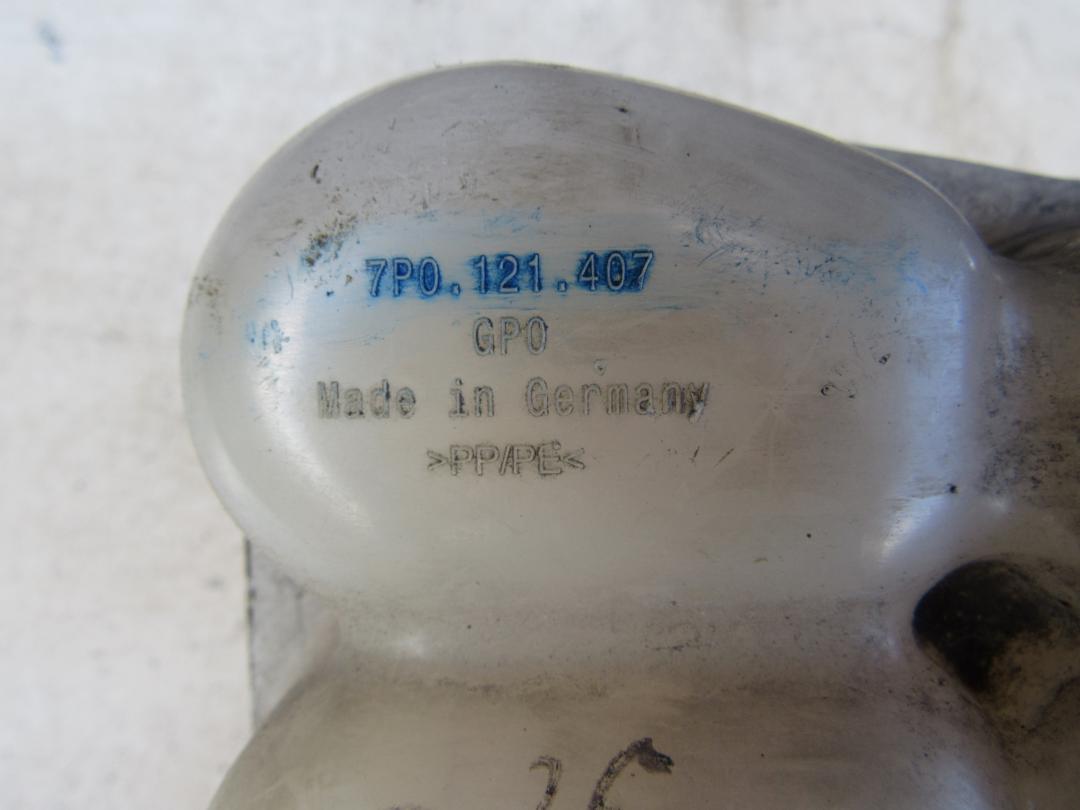 7P0.121.407
GPO
Made in Germany
>PP/PE<